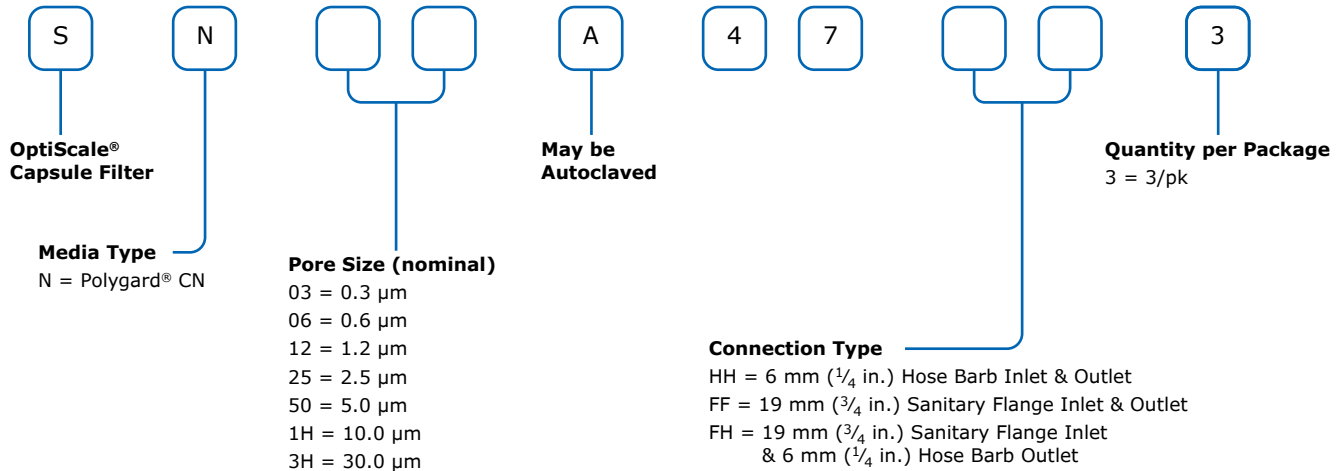 S N A 4 7 3
OptiScale®
Capsule Filter
May be
Autoclaved
Quantity per Package
3 = 3/pk
Media Type
N = Polygard® CN
Pore Size (nominal)
03 = 0.3 µm
06 = 0.6 µm
12 = 1.2 µm
25 = 2.5 µm
50 = 5.0 µm
1H = 10.0 µm
3H = 30.0 µm
Connection Type
HH = 6 mm (1/4 in.) Hose Barb Inlet & Outlet
FF = 19 mm (3/4 in.) Sanitary Flange Inlet & Outlet
FH = 19 mm (3/4 in.) Sanitary Flange Inlet
& 6 mm (1/4 in.) Hose Barb Outlet